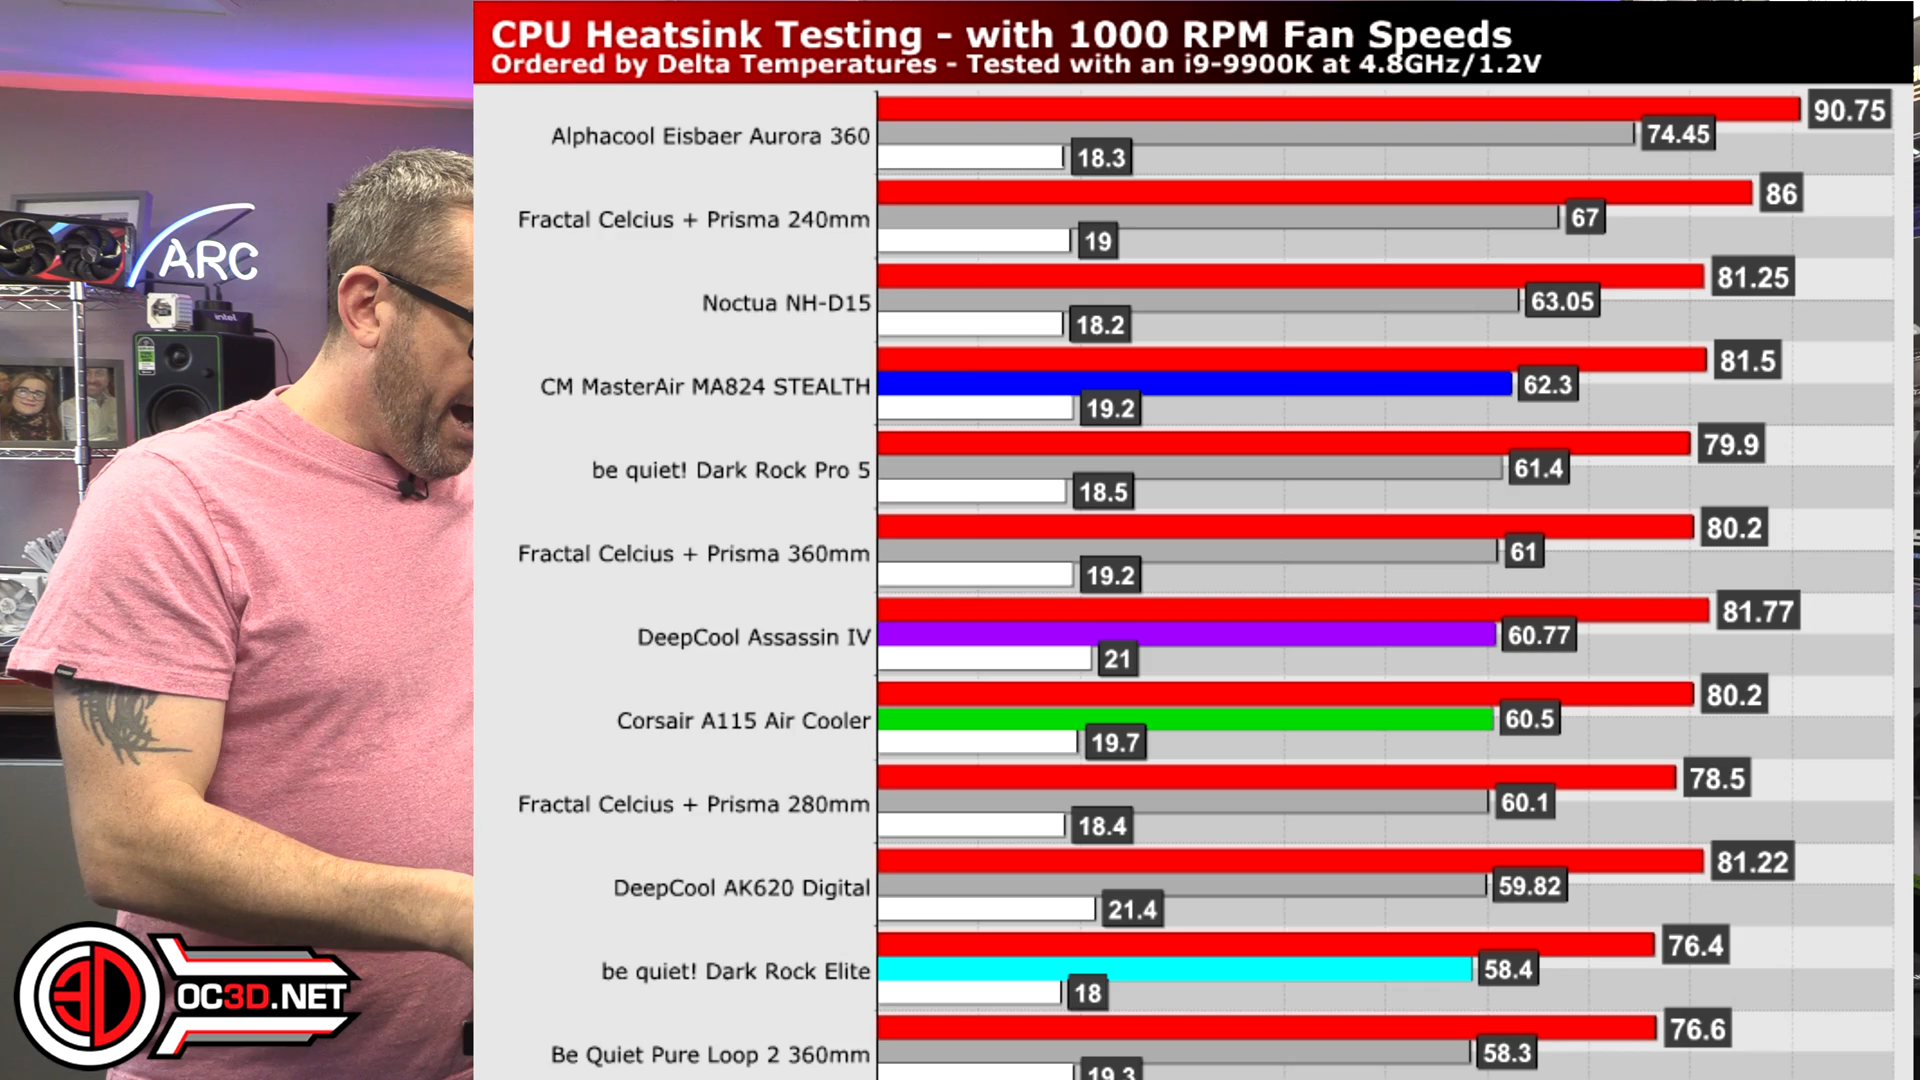 CPU Heatsink Testing - with 1000 RPM Fan Speeds
Ordered by Delta Temperatures - Tested with an i9-9900K at 4.8GHz/1.2V
Alphacool Eisbaer Aurora 360
90.75
74.45
18.3
Fractal Celcius + Prisma 240mm
86
67
19
Noctua NH-D15
81.25
63.05
18.2
CM MasterAir MA824 STEALTH
81.5
62.3
19.2
be quiet! Dark Rock Pro 5
79.9
61.4
18.5
Fractal Celcius + Prisma 360mm
80.2
61
19.2
DeepCool Assassin IV
81.77
60.77
21
Corsair A115 Air Cooler
80.2
60.5
19.7
Fractal Celcius + Prisma 280mm
78.5
60.1
18.4
DeepCool AK620 Digital
81.22
59.82
21.4
be quiet! Dark Rock Elite
76.4
58.4
18
Be Quiet Pure Loop 2 360mm
76.6
58.3
19.3
ARC
intel
OC3D.NET